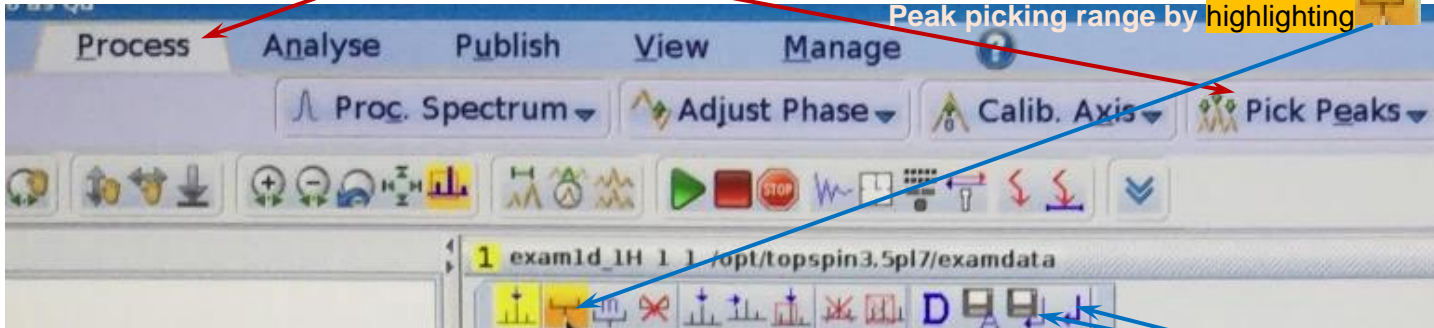 Peak picking range by highlighting
Process Analyse Publish View Manage
Proc. Spectrum Adjust Phase Calib. Axis Pick Peaks
STOP
1 exam1d_1H 1 1 /opt/topspin3.5pl7/examdata
D